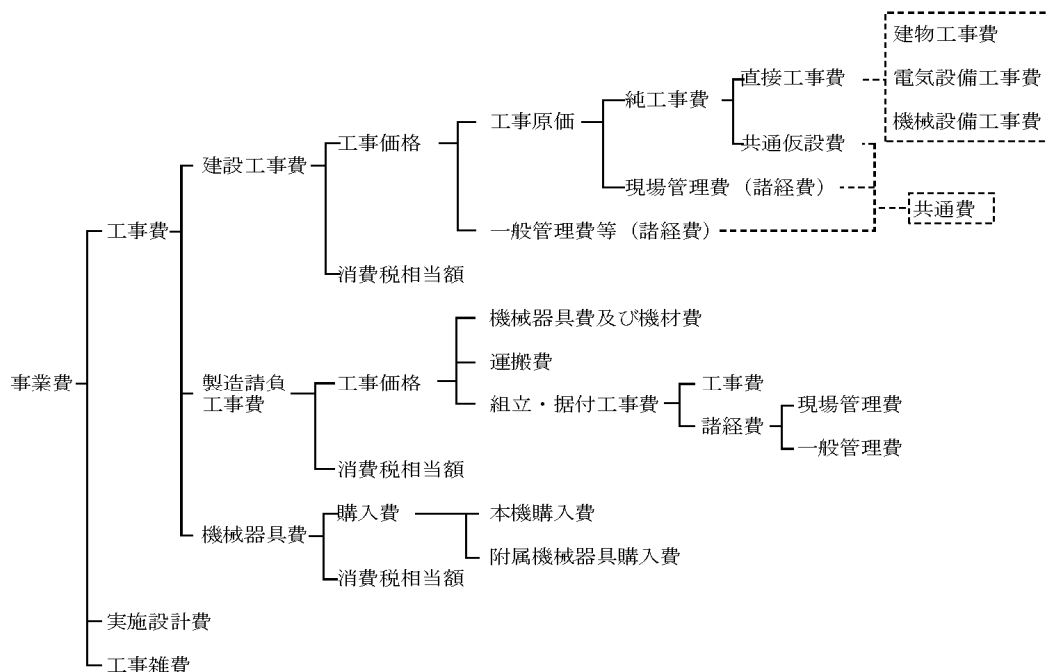 建物工事費
直接工事費
電気設備工事費
純工事費
機械設備工事費
工事原価
共通仮設費
工事価格
建設工事費
現場管理費（諸経費）
共通費
工事費
一般管理費等（諸経費）
消費税相当額
機械器具費及び機材費
運搬費
事業費
製造請負
工事費
工事価格
工事費
組立・据付工事費
現場管理費
諸経費
一般管理費
消費税相当額
購入費
本機購入費
機械器具費
附属機械器具購入費
消費税相当額
実施設計費
工事雑費